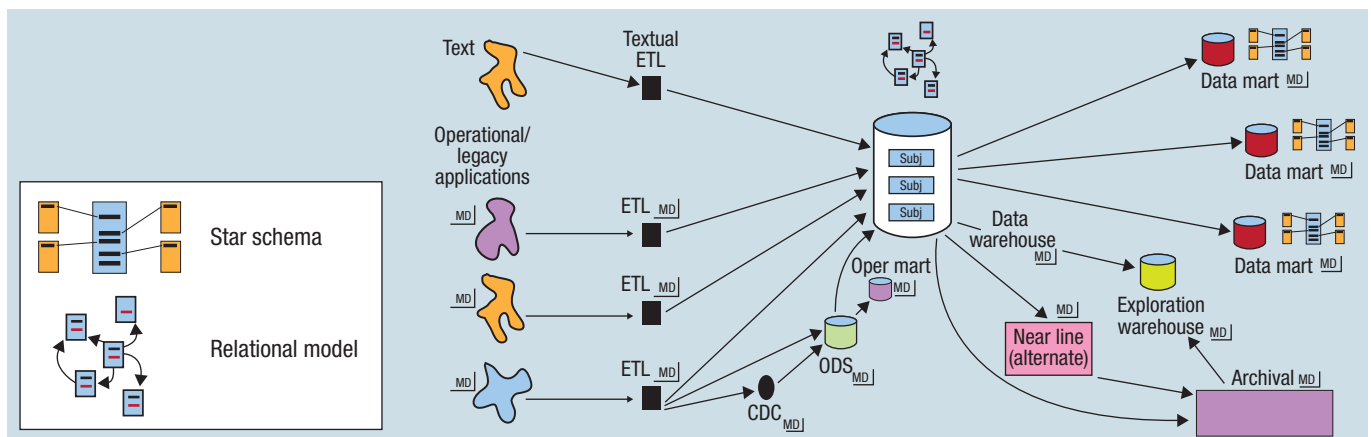 Star schema
Relational model
Text
Textual
ETL
Operational/
legacy
applications
MD
ETL MD
MD
ETL MD
MD
ETL MD
CDC
MD
ODS
MD
Oper mart
MD
Subj
Subj
Subj
Data
warehouse
MD
Data mart MD
Data mart MD
Data mart MD
Exploration
warehouse MD
MD
Near line
(alternate)
Archival MD